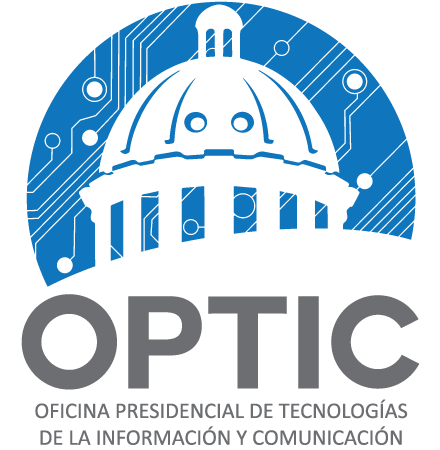 OPTIC
OFICINA PRESIDENCIAL DE TECNOLOGÍAS
DE LA INFORMACIÓN Y COMUNICACIÓN